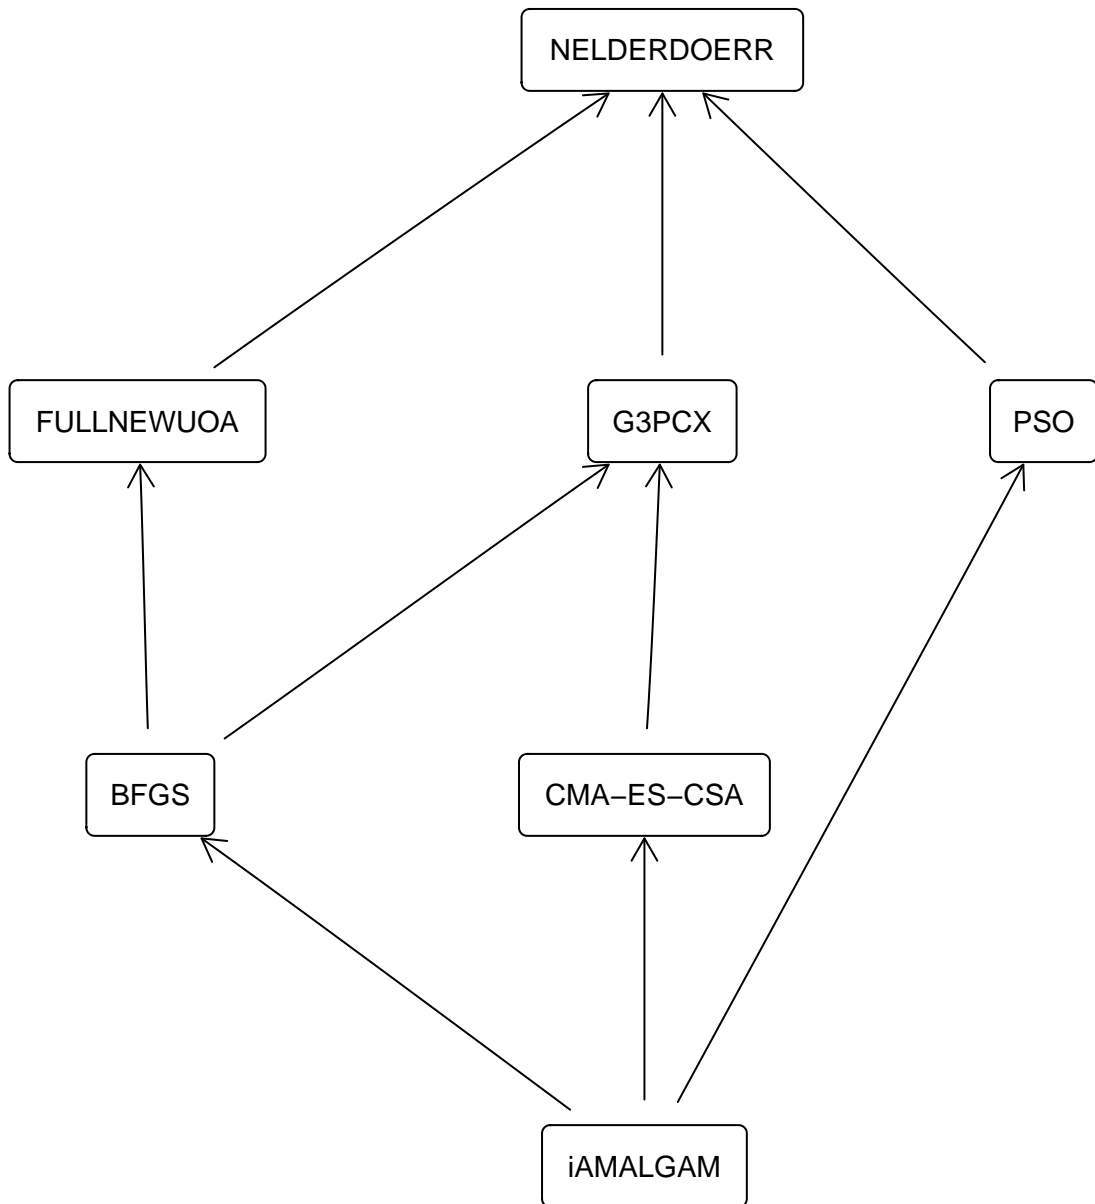 NELDERDOERR
FULLNEWUOA
G3PCX
PSO
BFGS
CMA−ES−CSA
iAMALGAM